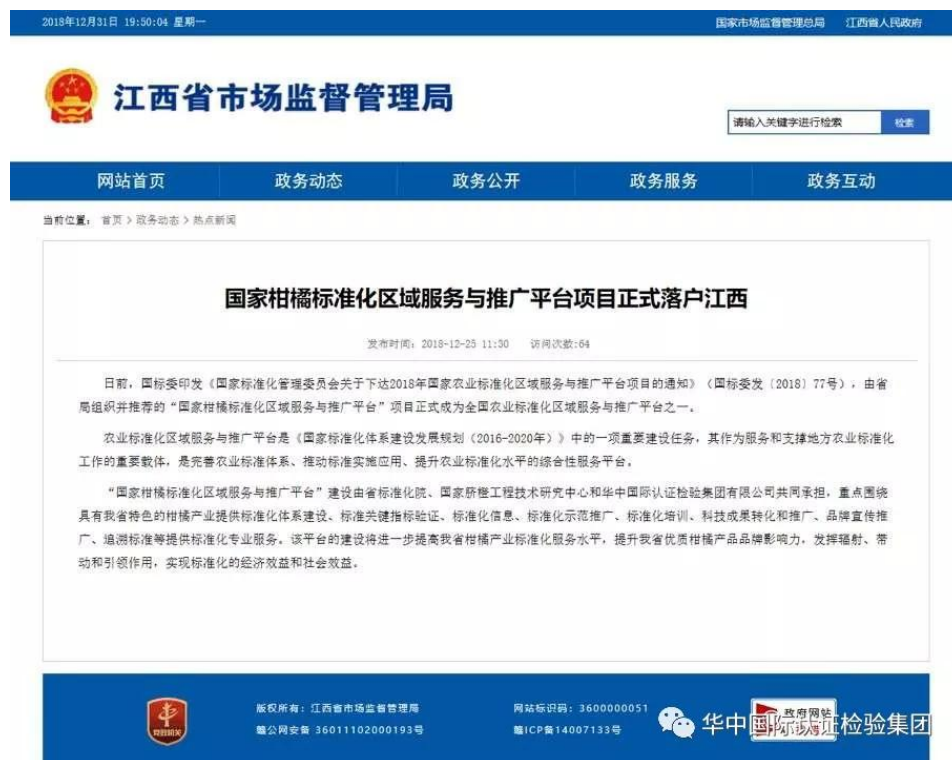 2018年12月31日 19:50:04 星期一
国家市场监督管理总局 江西省人民政府
江西省市场监督管理局
请输入关键字进行检索 检索
网站首页 政务动态 政务公开 政务服务 政务互动
当前位置： 首页 > 政务动态 > 热点新闻
国家柑橘标准化区域服务与推广平台项目正式落户江西
发布时间：2018-12-25 11:30 访问次数:64
日前，国标委印发《国家标准化管理委员会关于下达2018年国家农业标准化区域服务与推广平台项目的通知》（国标委发〔2018〕77号），由省
局组织并推荐的“国家柑橘标准化区域服务与推广平台”项目正式成为全国农业标准化区域服务与推广平台之一。
农业标准化区域服务与推广平台是《国家标准化体系建设发展规划（2016-2020年）》中的一项重要建设任务，其作为服务和支撑地方农业标准化
工作的重要载体，是完善农业标准体系、推动标准实施应用、提升农业标准化水平的综合性服务平台。
“国家柑橘标准化区域服务与推广平台”建设由省标准化院、国家脐橙工程技术研究中心和华中国际认证检验集团有限公司共同承担，重点围绕
具有我省特色的柑橘产业提供标准化体系建设、标准关键指标验证、标准化信息、标准化示范推广、标准化培训、科技成果转化和推广、品牌宣传推
广、追溯标准等提供标准化专业服务。该平台的建设将进一步提高我省柑橘产业标准化服务水平，提升我省优质柑橘产品品牌影响力，发挥辐射、带
动和引领作用，实现标准化的经济效益和社会效益。
党政机关
版权所有：江西省市场监督管理局 网站标识码：3600000051
赣公网安备 36011102000193号 赣ICP备14007133号
政府网站
华中国际认证检验集团